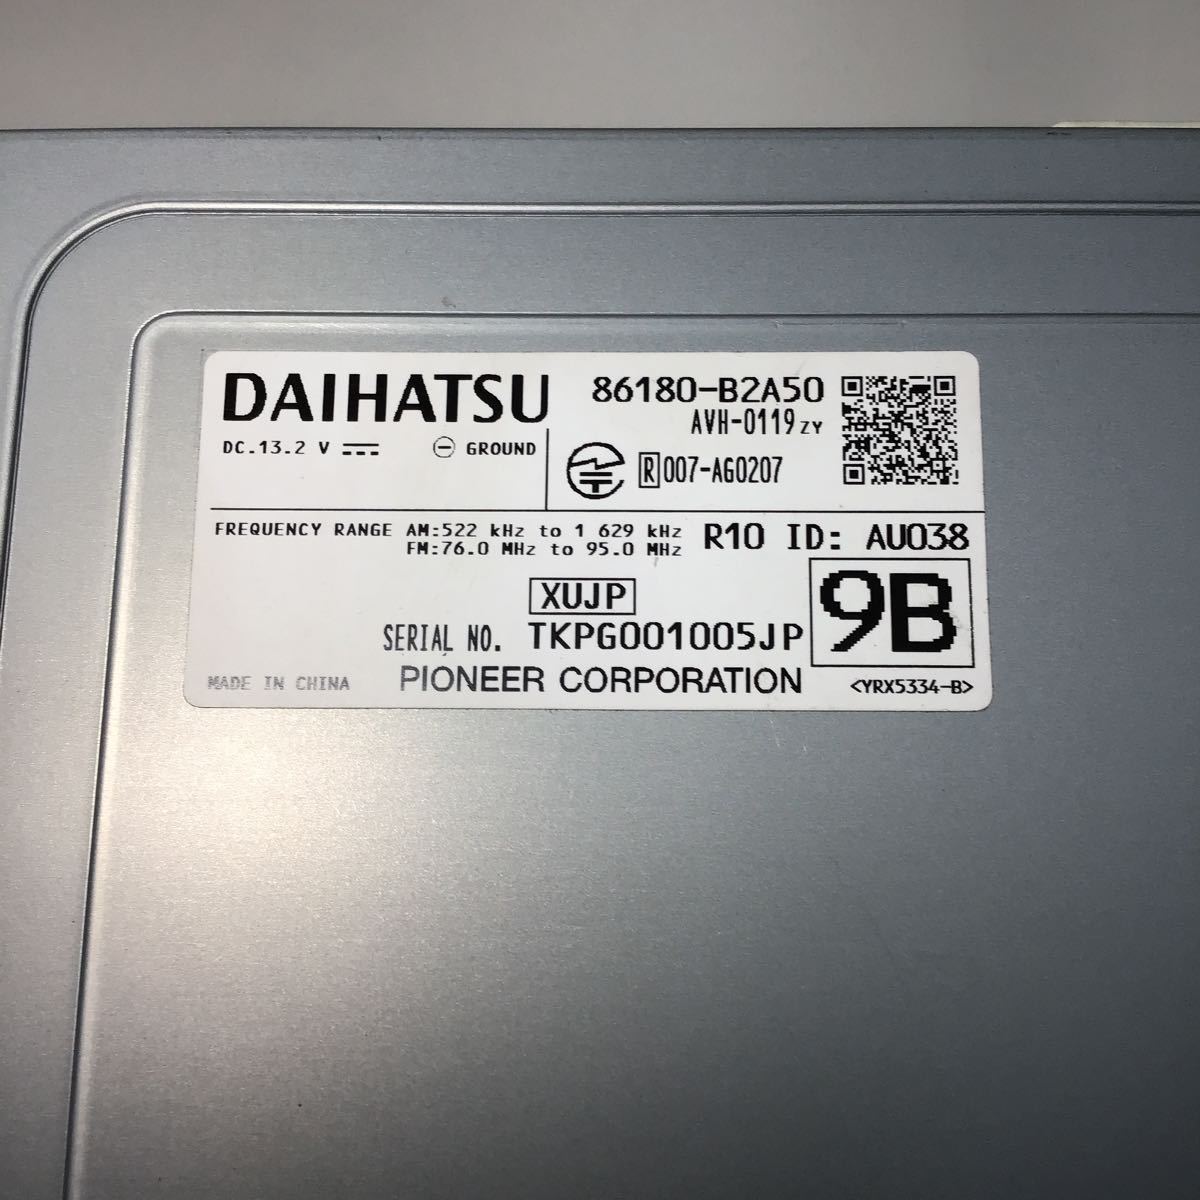 DAIHATSU
86180-B2A50
AVH-0119 ZY
DC.13.2 V
GROUND
R 007-AG0207
FREQUENCY RANGE AM:522 kHz to 1 629 kHz
FM:76.0 MHz to 95.0 MHz
R10 ID: AU038
9B
XUJP
SERIAL NO. TKPG001005JP
MADE IN CHINA
PIONEER CORPORATION
<YRX5334-B>